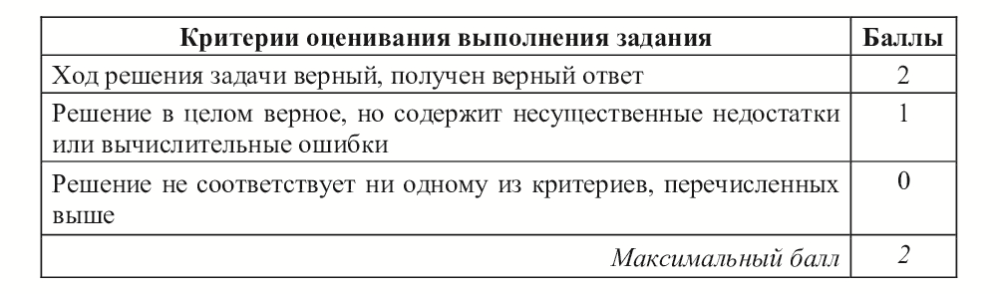 Критерии оценивания выполнения задания Баллы
Ход решения задачи верный, получен верный ответ 2
Решение в целом верное, но содержит несущественные недостатки 1
или вычислительные ошибки
Решение не соответствует ни одному из критериев, перечисленных 0
выше
Максимальный балл 2